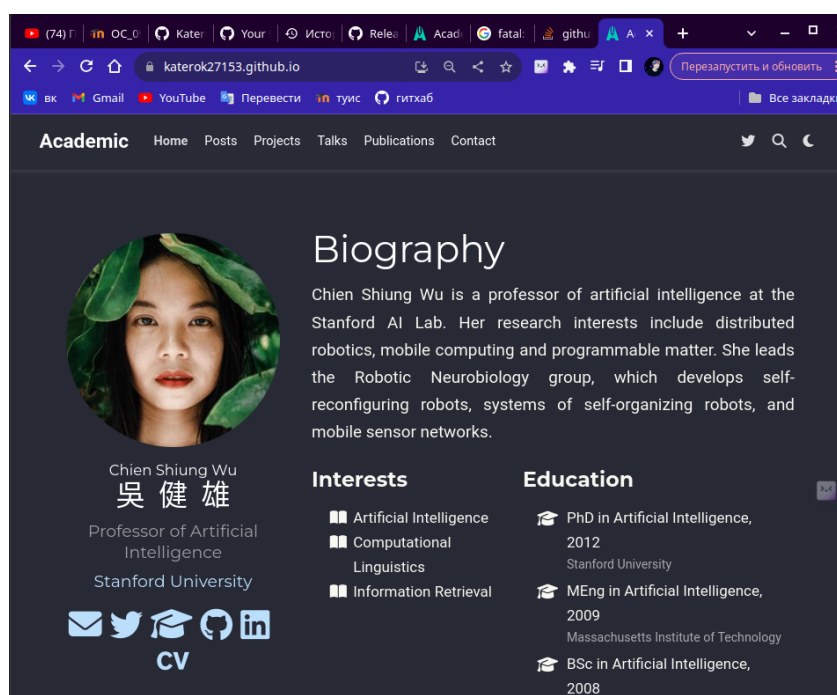 (74) П
OC_0
Kater
Your
Исто
Relea
Acad
fatal:
githu
A
katerok27153.github.io
Перезапустить и обновить
вк
Gmail
YouTube
Перевести
туис
гитхаб
Все закладк
Academic
Home
Posts
Projects
Talks
Publications
Contact
Biography
Chien Shiung Wu is a professor of artificial intelligence at the
Stanford AI Lab. Her research interests include distributed
robotics, mobile computing and programmable matter. She leads
the Robotic Neurobiology group, which develops self-
reconfiguring robots, systems of self-organizing robots, and
mobile sensor networks.
Chien Shiung Wu
吳健雄
Professor of Artificial
Intelligence
Stanford University
CV
Interests
Artificial Intelligence
Computational
Linguistics
Information Retrieval
Education
PhD in Artificial Intelligence,
2012
Stanford University
MEng in Artificial Intelligence,
2009
Massachusetts Institute of Technology
BSc in Artificial Intelligence,
2008